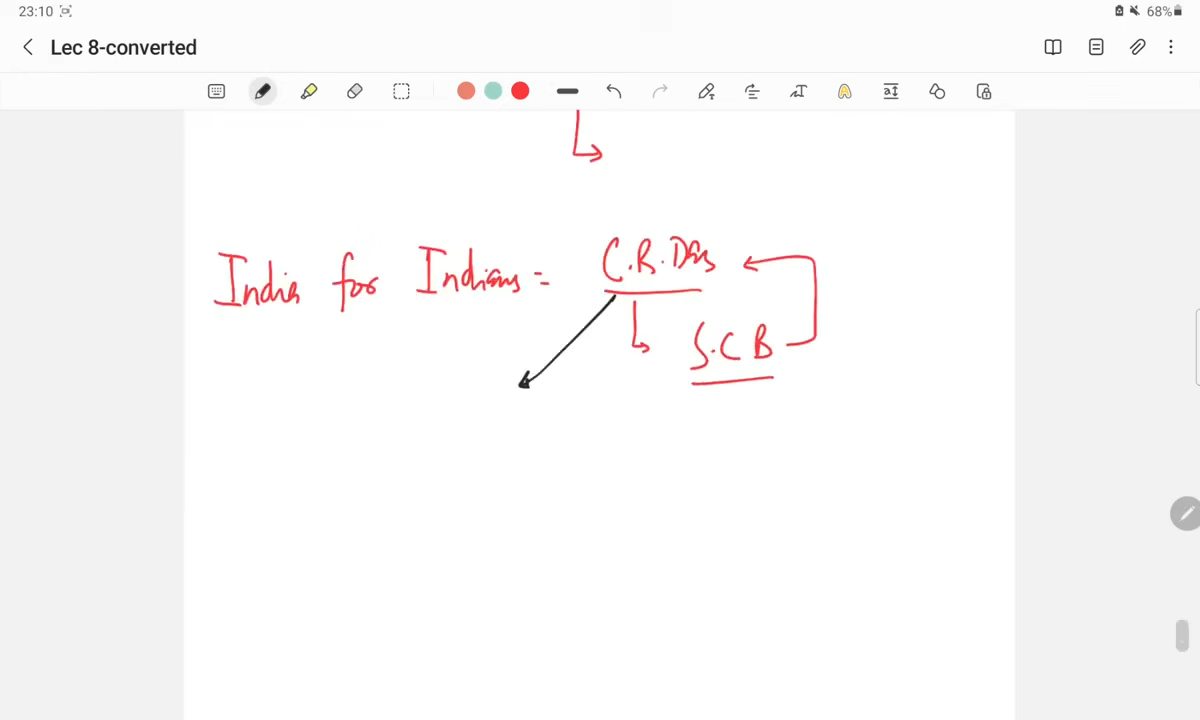 23:10 68%
Lec 8-converted
India for Indians = C.R.Das
S.C B